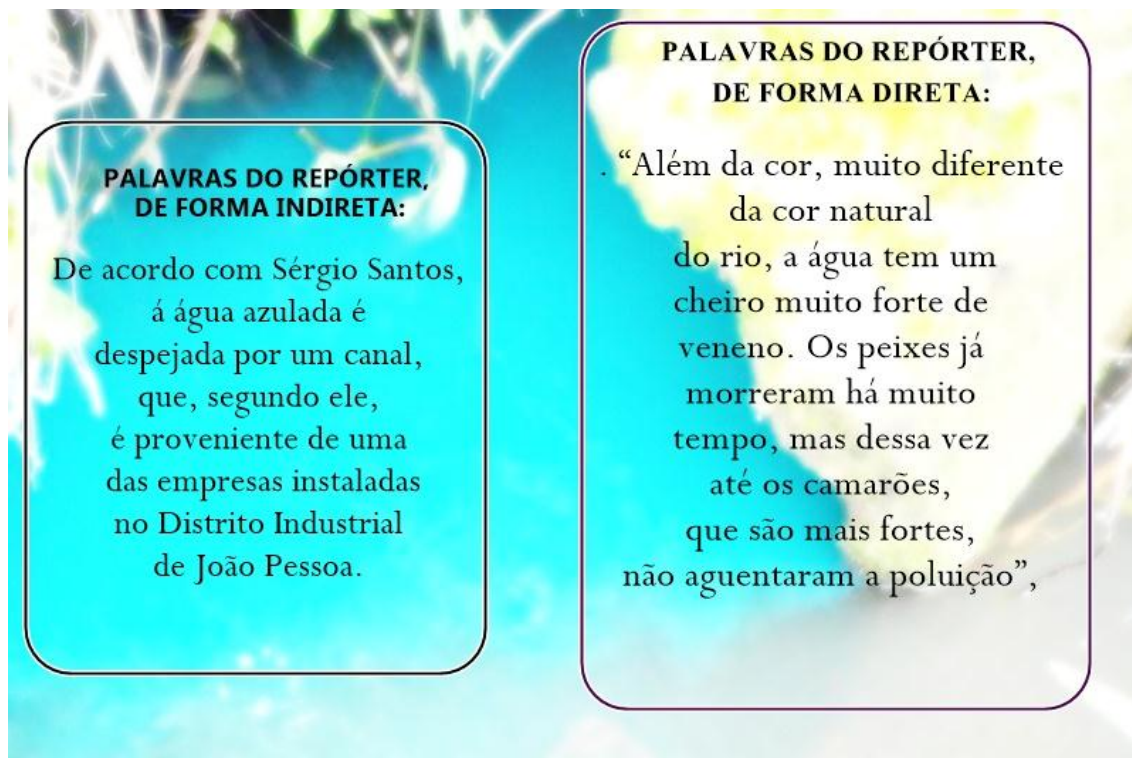 PALAVRAS DO REPÓRTER,
DE FORMA INDIRETA:
De acordo com Sérgio Santos,
á água azulada é
despejada por um canal,
que, segundo ele,
é proveniente de uma
das empresas instaladas
no Distrito Industrial
de João Pessoa.
PALAVRAS DO REPÓRTER,
DE FORMA DIRETA:
. “Além da cor, muito diferente
da cor natural
do rio, a água tem um
cheiro muito forte de
veneno. Os peixes já
morreram há muito
tempo, mas dessa vez
até os camarões,
que são mais fortes,
não aguentaram a poluição”,